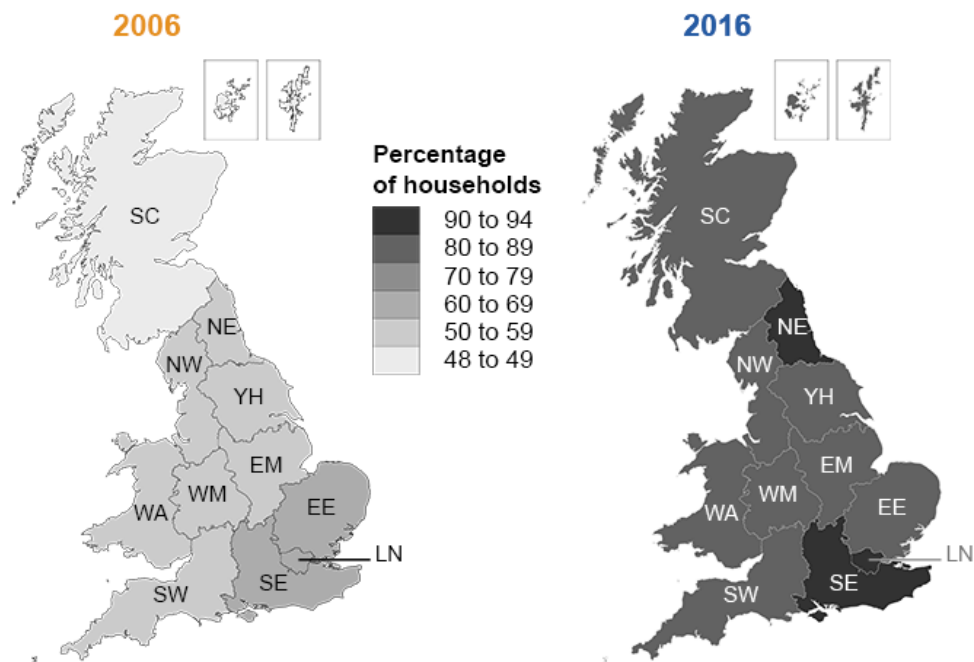 2006
2016
Percentage
of households
90 to 94
80 to 89
70 to 79
60 to 69
50 to 59
48 to 49
SC
NE
NW
YH
EM
WM
WA
EE
LN
SE
SW
SC
NE
NW
YH
EM
WM
WA
EE
LN
SE
SW